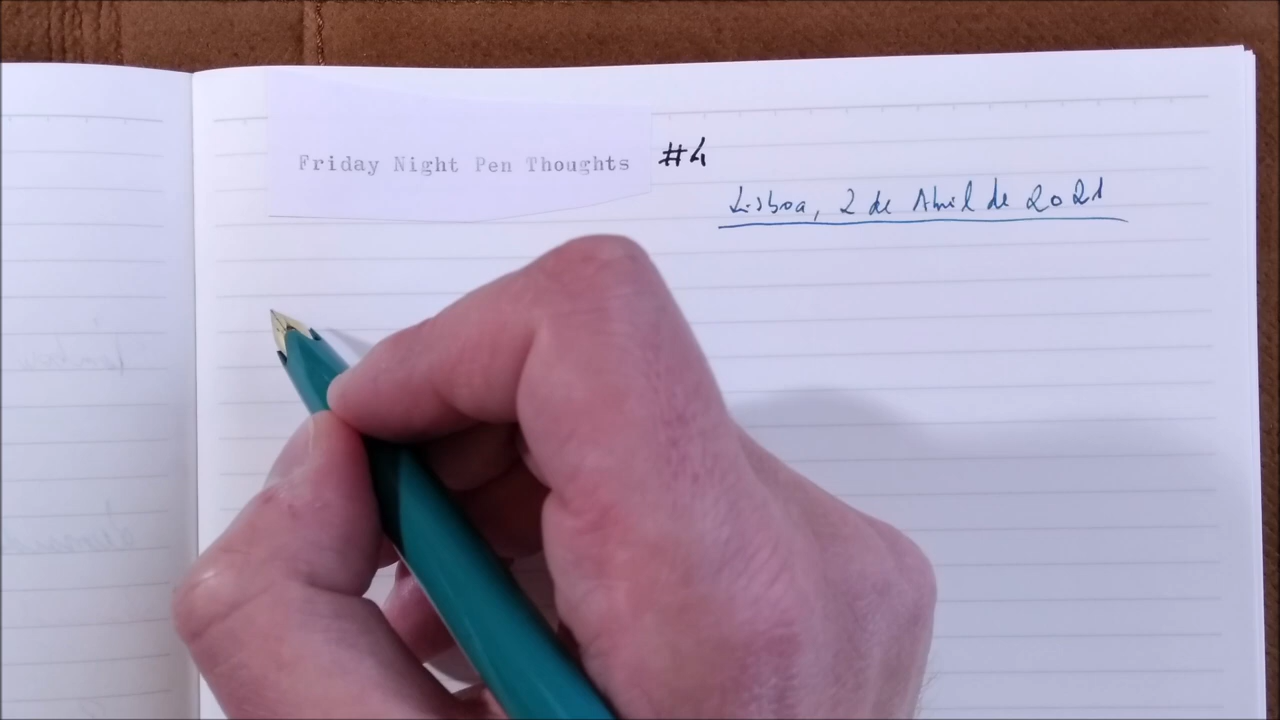 Friday Night Pen Thoughts #4
Lisboa, 2 de Abril de 2021